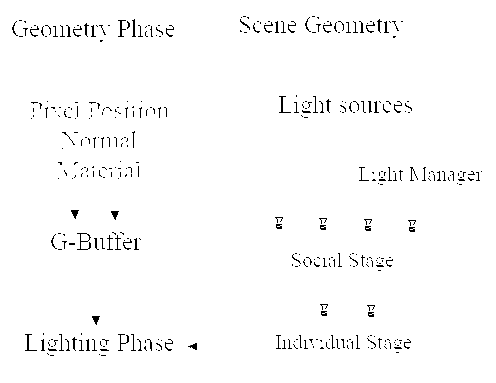 Geometry Phase
Scene Geometry
Pixel Position
Normal
Material
Light sources
Light Manager
G-Buffer
Social Stage
Lighting Phase
Individual Stage